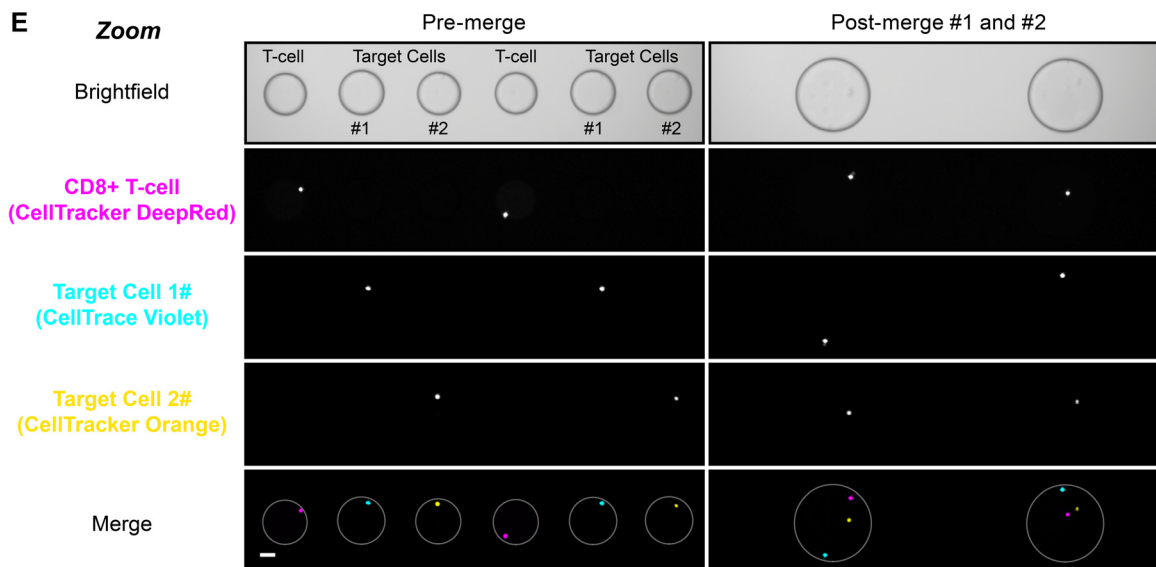 E
Zoom
Pre-merge
Post-merge #1 and #2
Brightfield
T-cell
Target Cells
T-cell
Target Cells
#1
#2
#1
#2
CD8+ T-cell
(CellTracker DeepRed)
Target Cell 1#
(CellTrace Violet)
Target Cell 2#
(CellTracker Orange)
Merge